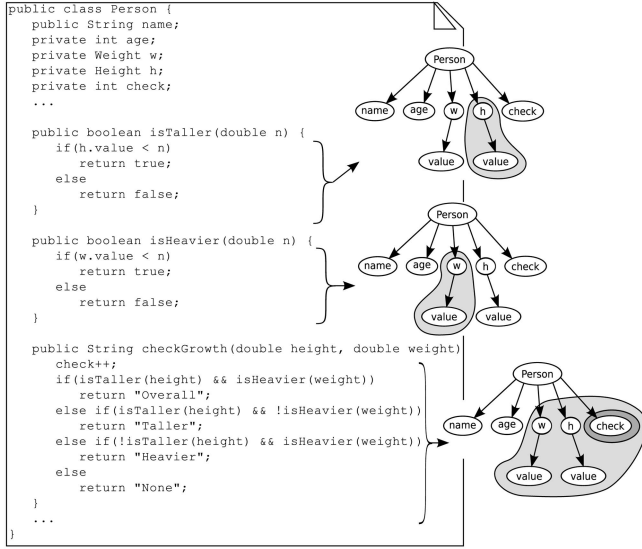 public class Person {
public String name;
private int age;
private Weight w;
private Height h;
private int check;
...
public boolean isTaller(double n) {
if(h.value < n)
return true;
else
return false;
}
public boolean isHeavier(double n) {
if(w.value < n)
return true;
else
return false;
}
public String checkGrowth(double height, double weight)
check++;
if(isTaller(height) && isHeavier(weight))
return "Overall";
else if(isTaller(height) && !isHeavier(weight))
return "Taller";
else if(!isTaller(height) && isHeavier(weight))
return "Heavier";
else
return "None";
}
...
}
Person
name age w h check
value value
Person
name age w h check
value value
Person
name age w h check
value value